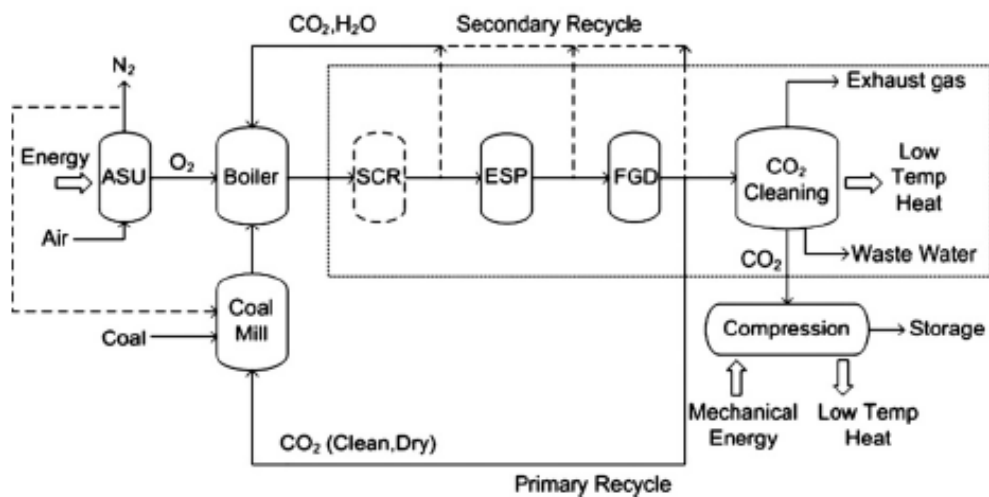 CO₂,H₂O
Secondary Recycle
N₂
Exhaust gas
Energy
ASU
O₂
Boiler
SCR
ESP
FGD
CO₂
Cleaning
Low
Temp
Heat
Air
CO₂
Waste Water
Coal
Coal
Mill
Compression
Storage
Mechanical
Energy
Low Temp
Heat
CO₂ (Clean,Dry)
Primary Recycle